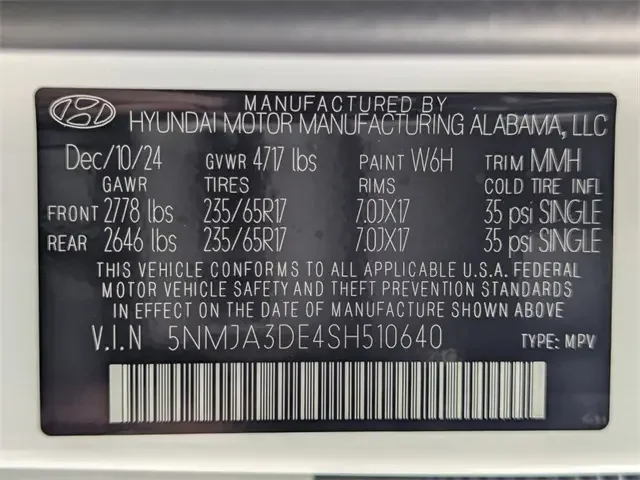 MANUFACTURED BY
HYUNDAI MOTOR MANUFACTURING ALABAMA, LLC
Dec/10/24 GVWR 4717 lbs PAINT W6H TRIM MMH
GAWR TIRES RIMS COLD TIRE INFL
FRONT 2778 lbs 235/65R17 7.0JX17 35 psi SINGLE
REAR 2646 lbs 235/65R17 7.0JX17 35 psi SINGLE
THIS VEHICLE CONFORMS TO ALL APPLICABLE U.S.A. FEDERAL
MOTOR VEHICLE SAFETY AND THEFT PREVENTION STANDARDS
IN EFFECT ON THE DATE OF MANUFACTURE SHOWN ABOVE
V.I.N 5NMJA3DE4SH510640 TYPE: MPV